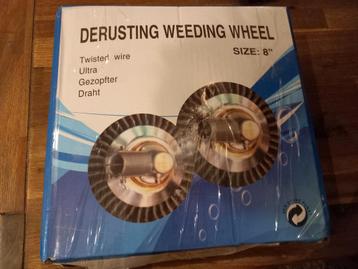 DERUSTING WEEDING WHEEL
SIZE: 8"
Twisted wire
Ultra
Gezopfter
Draht